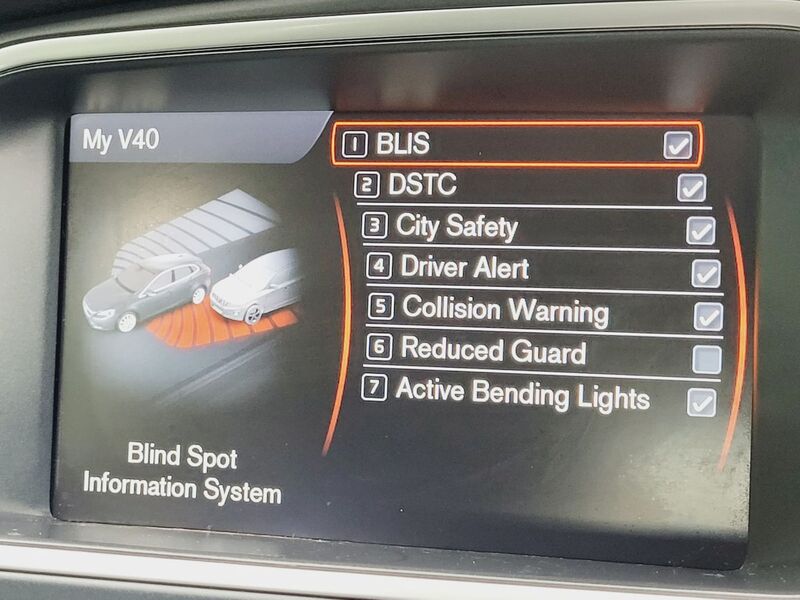 My V40
1 BLIS
2 DSTC
3 City Safety
4 Driver Alert
5 Collision Warning
6 Reduced Guard
7 Active Bending Lights
Blind Spot
Information System